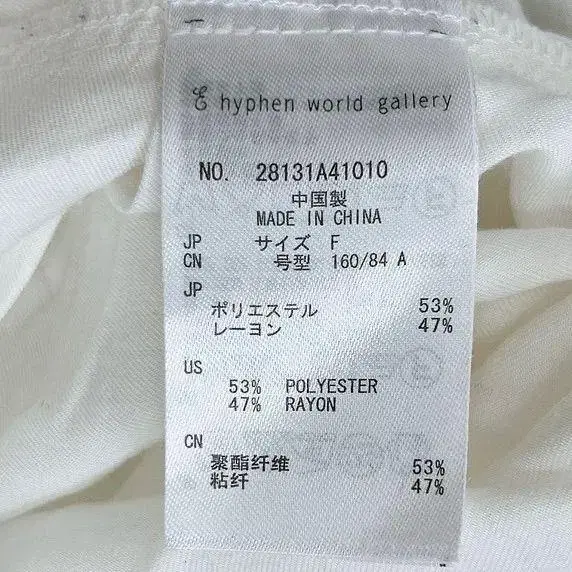 E hyphen world gallery
NO. 28131A41010
中国製
MADE IN CHINA
JP サイズ F
CN 号型 160/84 A
JP
ポリエステル 53%
レーヨン 47%
US
53% POLYESTER
47% RAYON
CN
聚酯纤维 53%
粘纤 47%